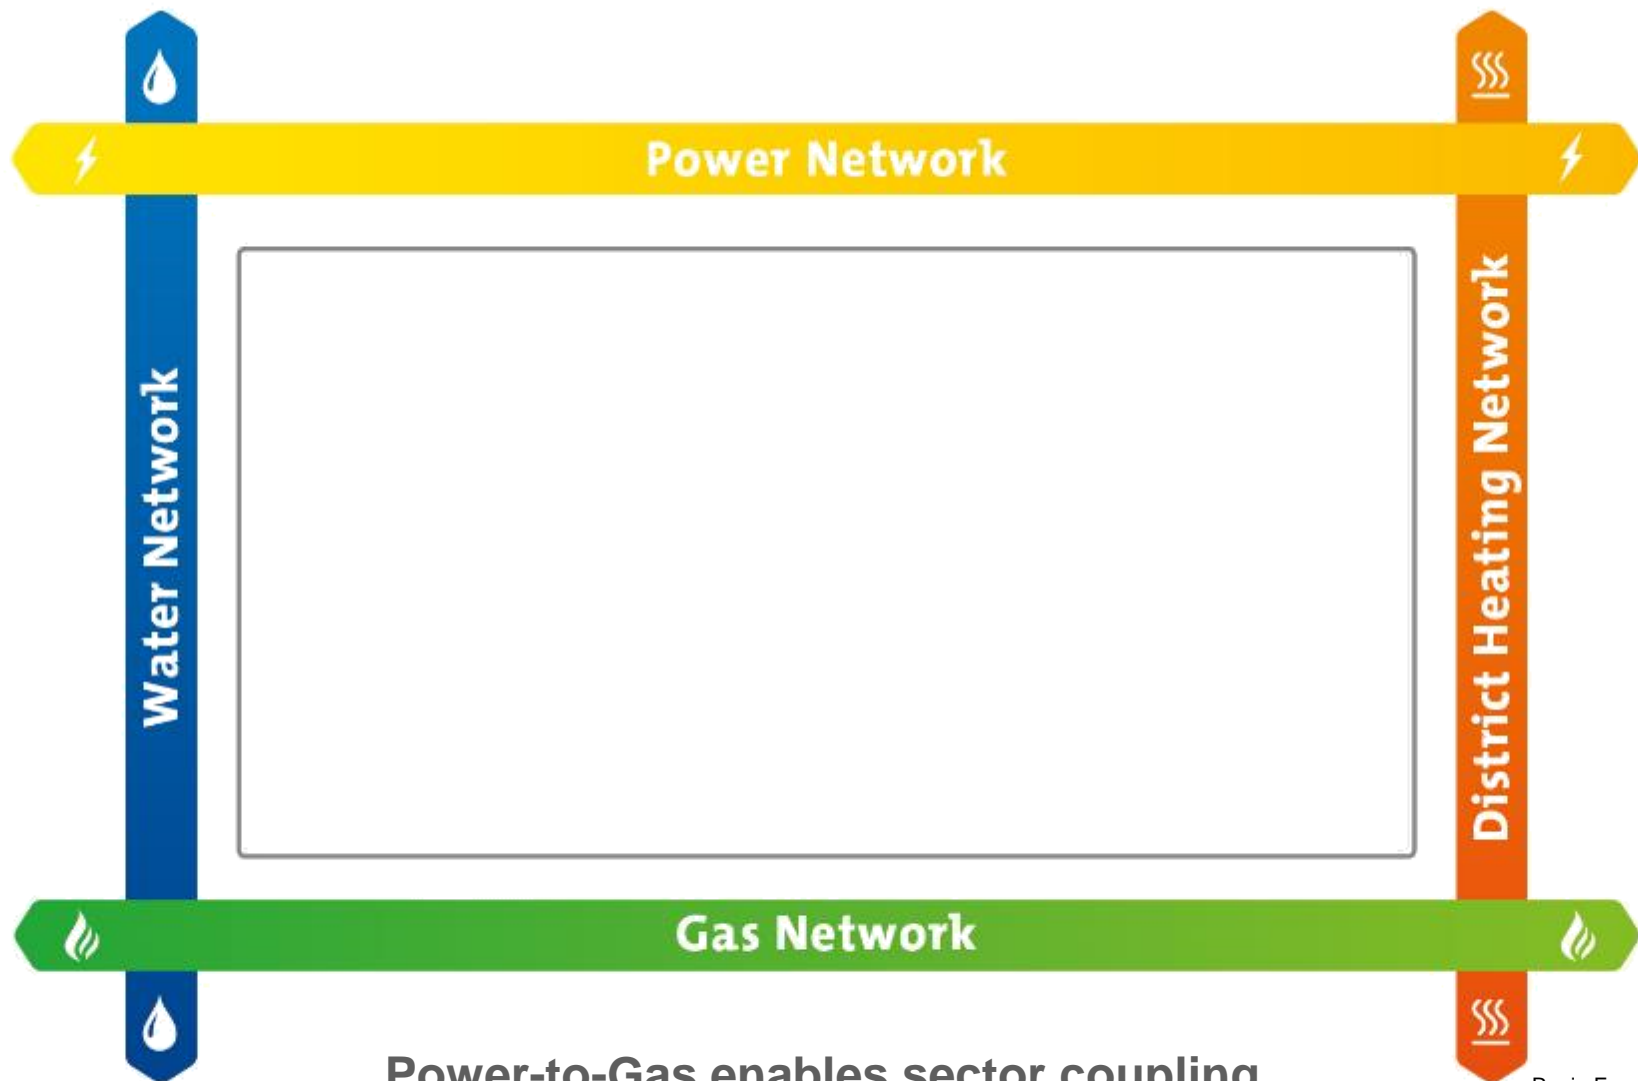 Power Network
Water Network
District Heating Network
Gas Network
Power-to-Gas enables sector coupling